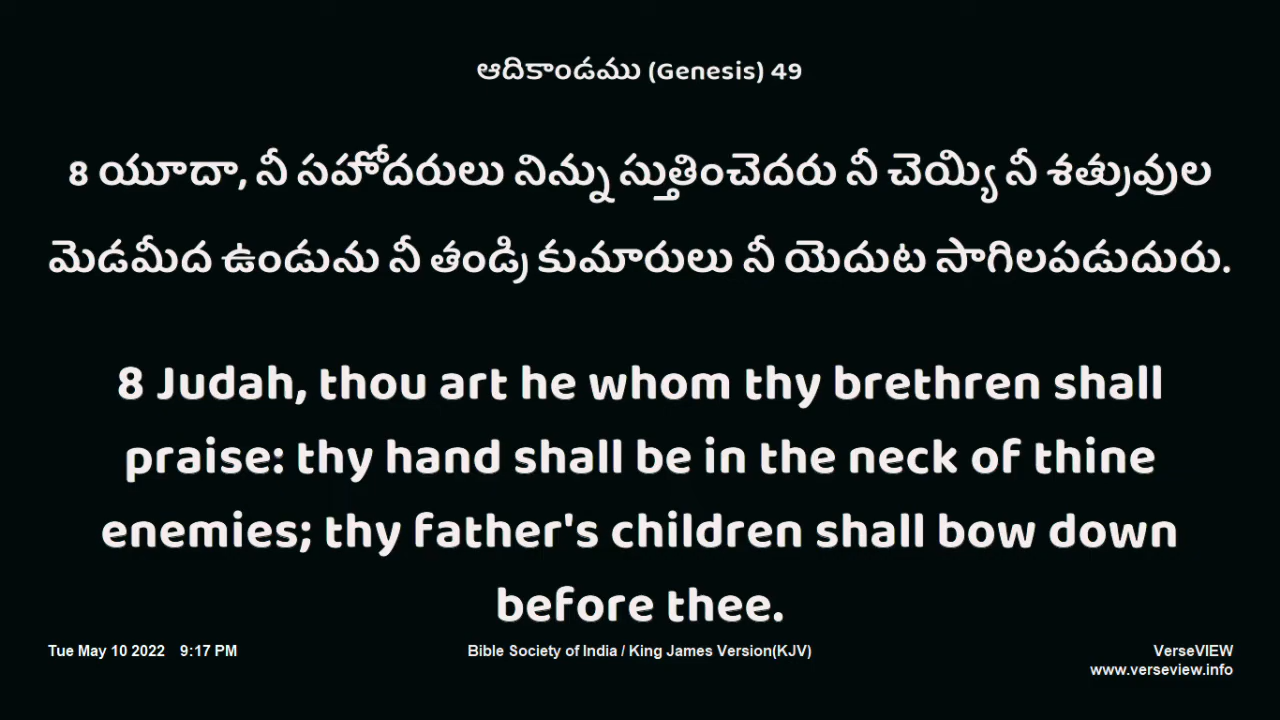 ఆదికాండము (Genesis) 49
8 యూదా, నీ సహోదరులు నిన్ను స్తుతించెదరు నీ చెయ్యి నీ శత్రువుల
మెడమీద ఉండును నీ తండ్రి కుమారులు నీ యెదుట సాగిలపడుదురు.
8 Judah, thou art he whom thy brethren shall
praise: thy hand shall be in the neck of thine
enemies; thy father's children shall bow down
before thee.
Tue May 10 2022 9:17 PM
Bible Society of India / King James Version(KJV)
VerseVIEW
www.verseview.info